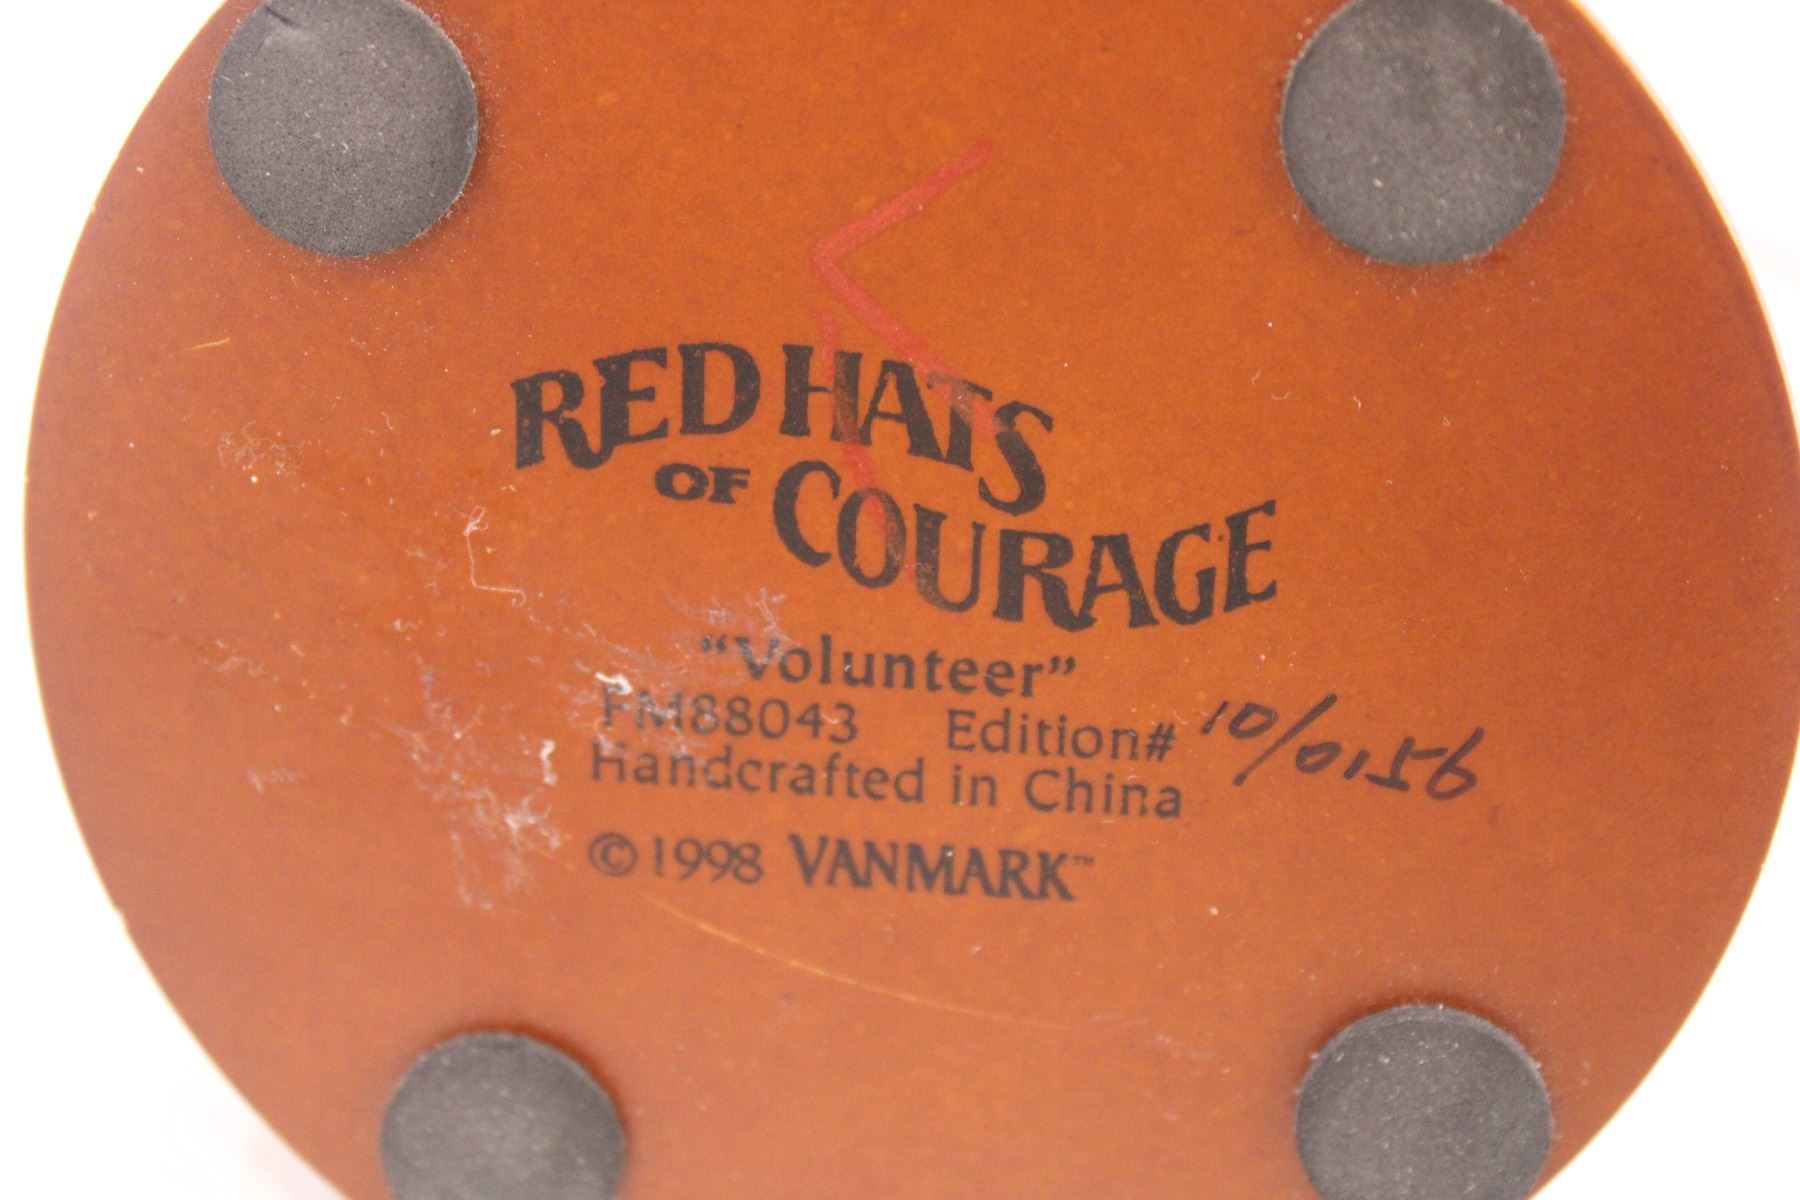 RED HATS
OF COURAGE
"Volunteer"
FM88043 Edition# 10/0156
Handcrafted in China
©1998 VANMARK™